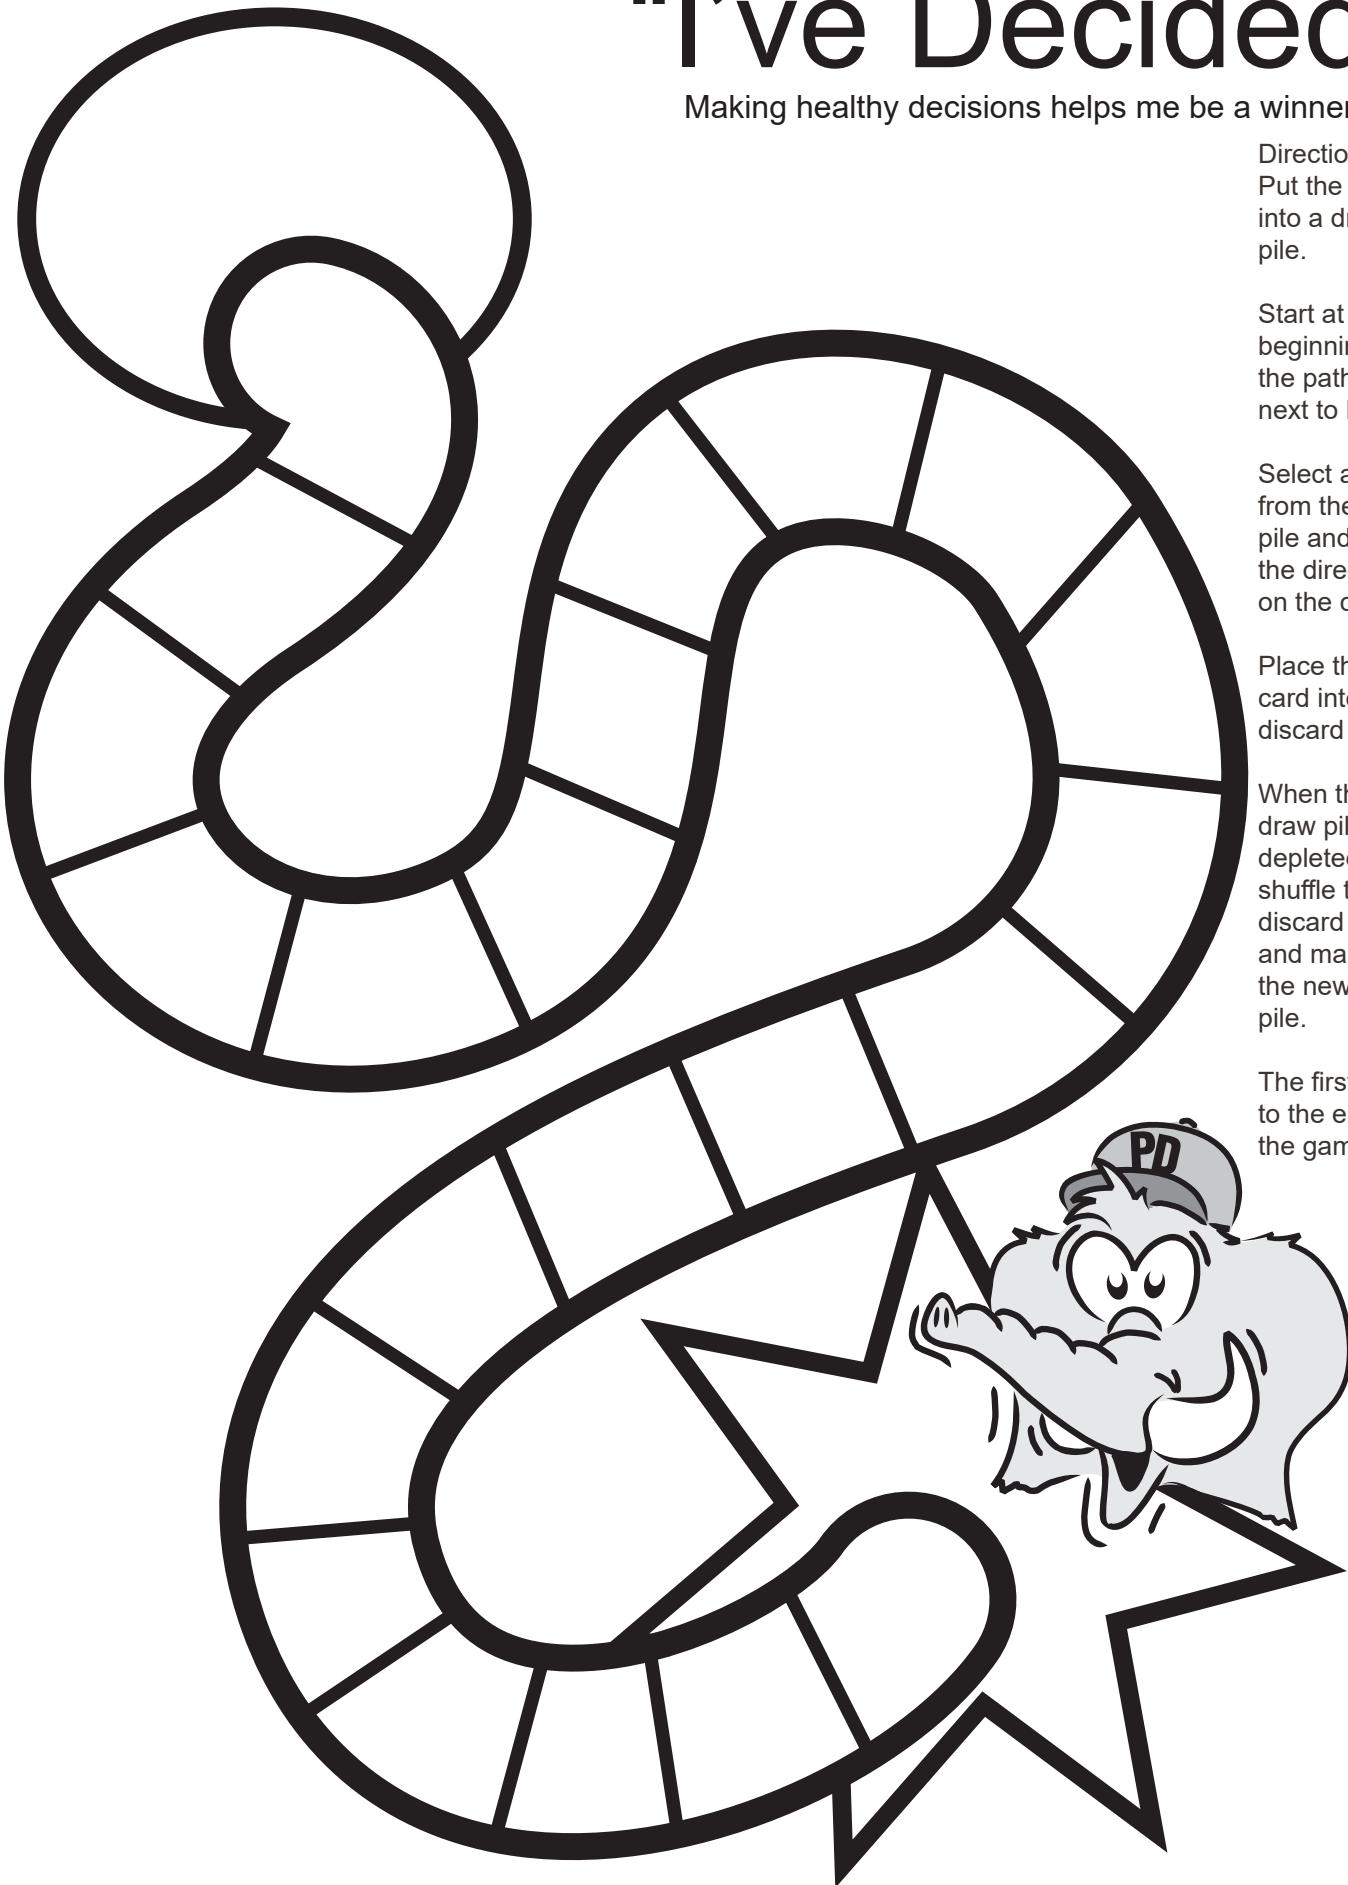 "I've Decided
Making healthy decisions helps me be a winner
Directio
Put the
into a d
pile.
Start at
beginnin
the path
next to
Select a
from the
pile and
the dire
on the
Place th
card int
discard
When th
draw pil
depleted
shuffle
discard
and ma
the new
pile.
The first
to the e
the gam
PD